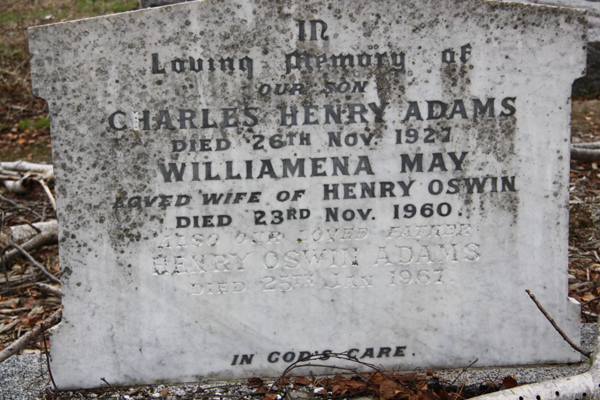 IN
Loving Memory of
OUR SON
CHARLES HENRY ADAMS
DIED 26TH NOV. 1927
WILLIAMENA MAY
LOVED WIFE OF HENRY OSWIN
DIED 23RD NOV. 1960.
ALSO OUR LOVED FATHER
HENRY OSWIN ADAMS
DIED 25TH JAN 1967.
IN GOD'S CARE.